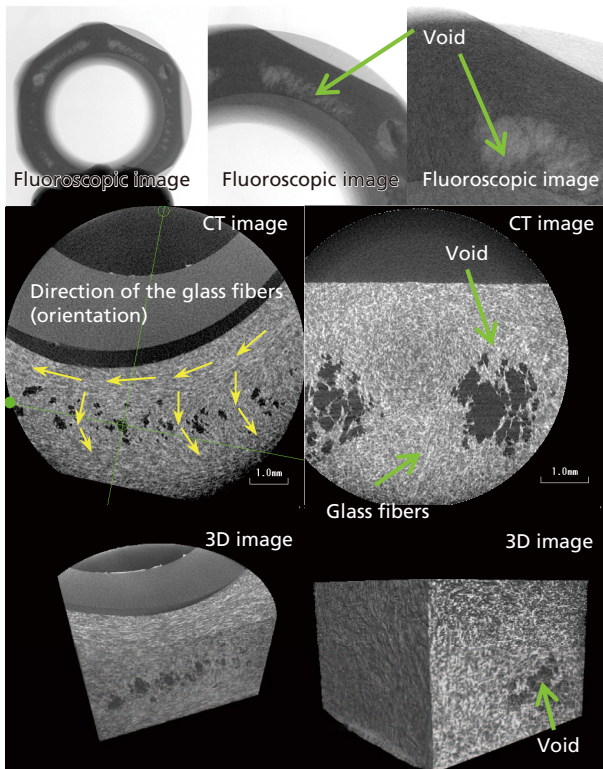 Void
Fluoroscopic image
Fluoroscopic image
Fluoroscopic image
CT image
Direction of the glass fibers
(orientation)
1.0mm
CT image
Void
1.0mm
Glass fibers
3D image
3D image
Void